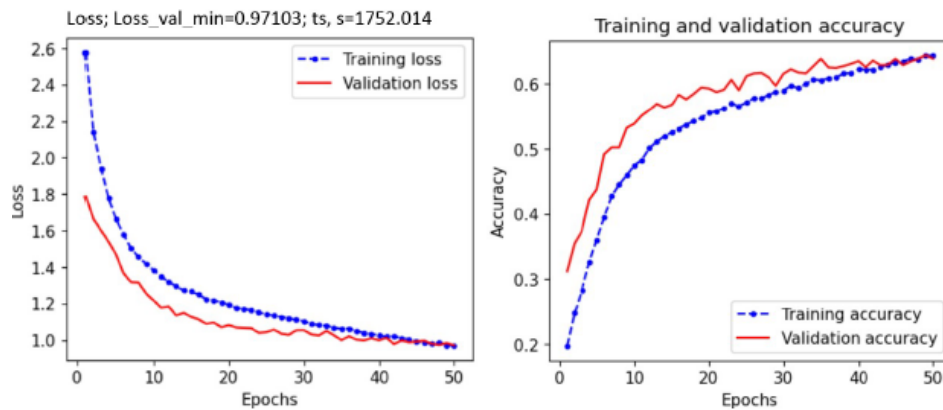 Loss; Loss_val_min=0.97103; ts, s=1752.014
2.6
2.4
2.2
2.0
1.8
1.6
1.4
1.2
1.0
Loss
Training loss
Validation loss
0 10 20 30 40 50
Epochs
Training and validation accuracy
0.6
0.5
0.4
0.3
0.2
Accuracy
Training accuracy
Validation accuracy
0 10 20 30 40 50
Epochs